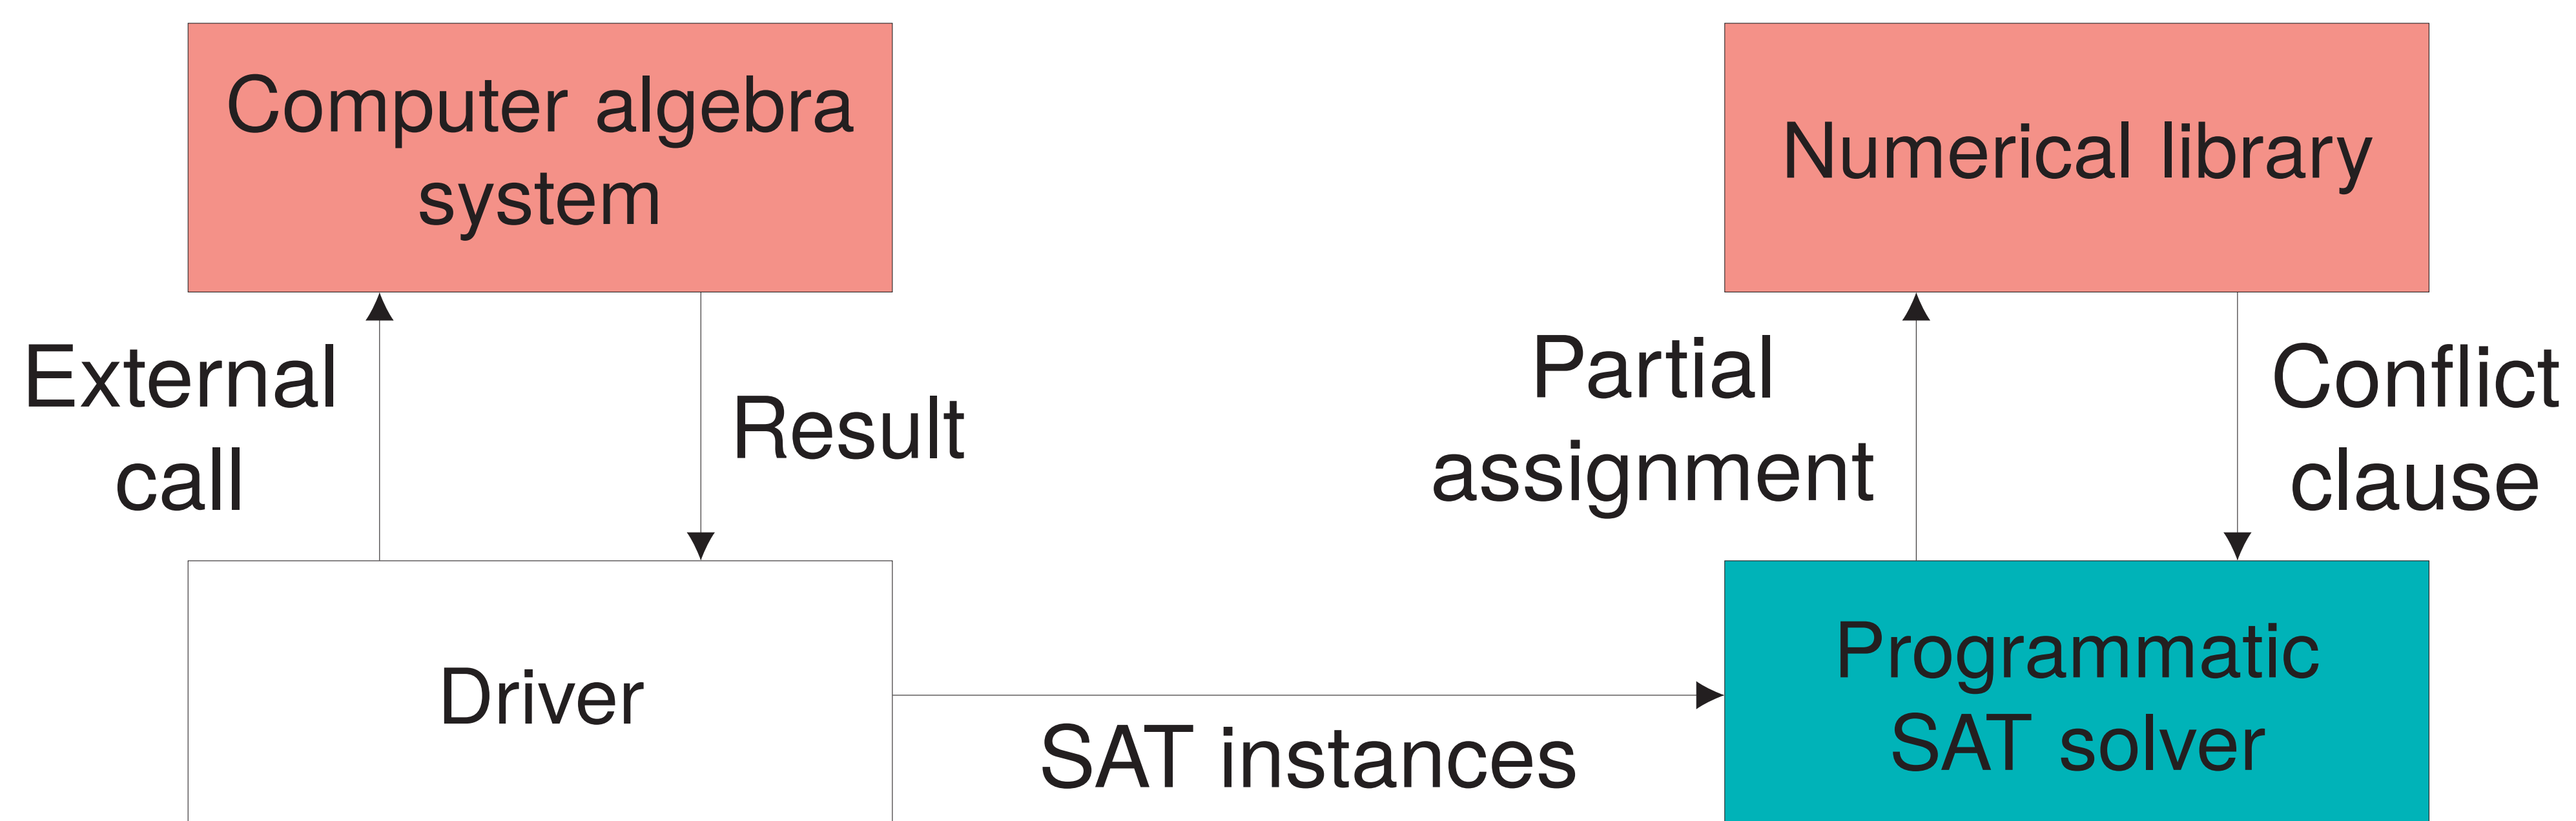 Computer algebra
system
Numerical library
External
call
Result
Partial
assignment
Conflict
clause
Driver
SAT instances
Programmatic
SAT solver